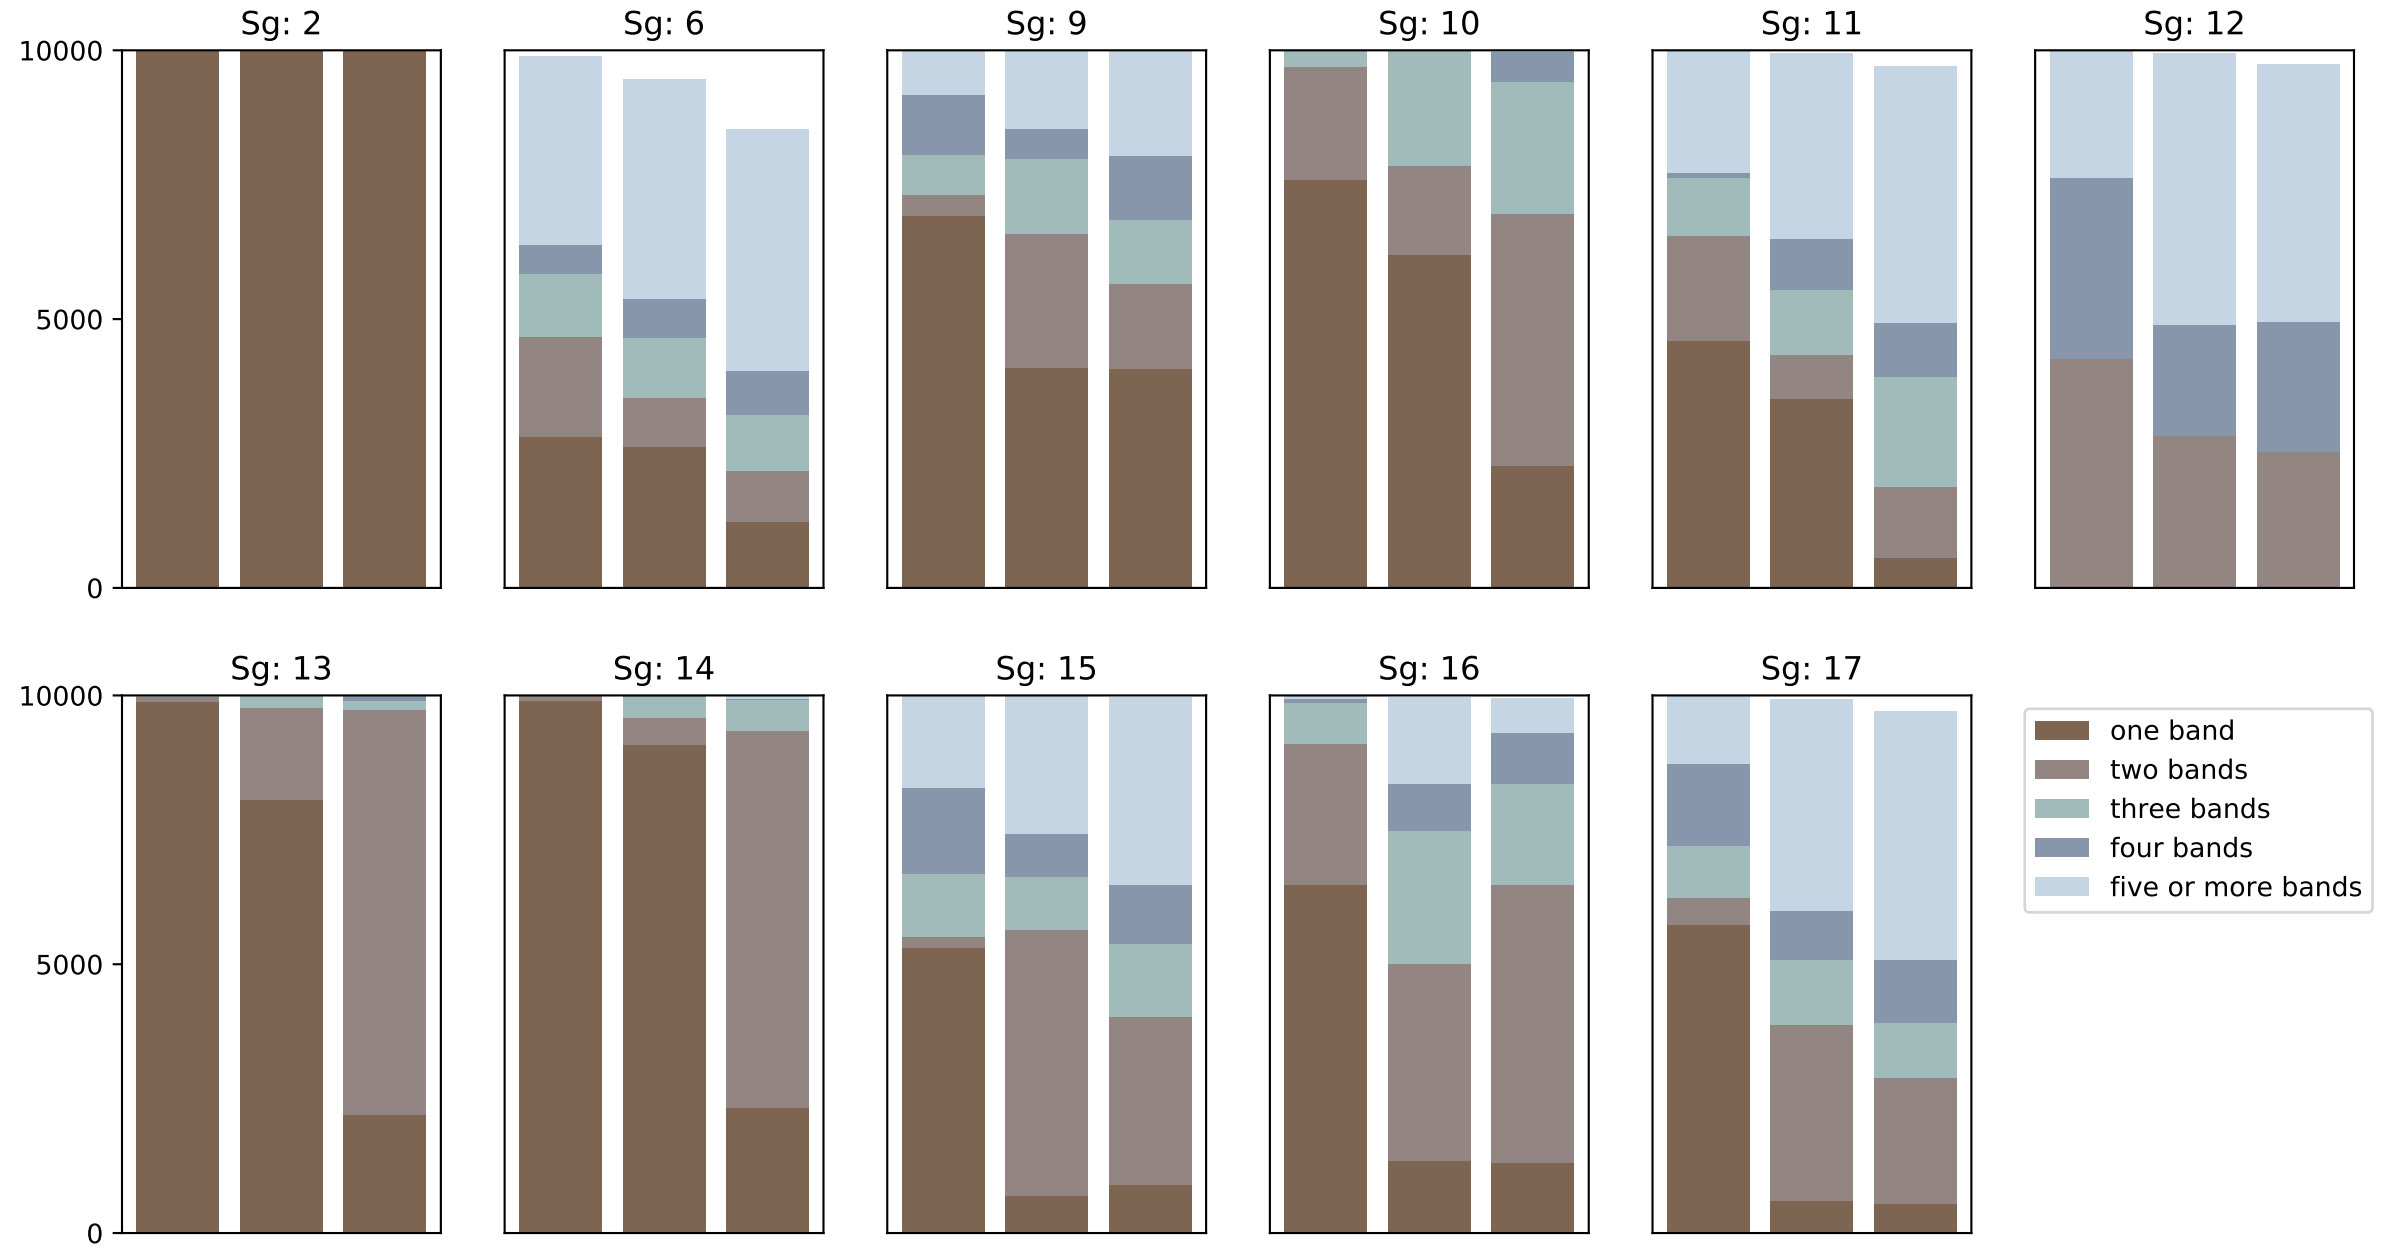 Sg: 2
Sg: 6
Sg: 9
Sg: 10
Sg: 11
Sg: 12
10000
5000
0
Sg: 13
Sg: 14
Sg: 15
Sg: 16
Sg: 17
10000
5000
0
one band
two bands
three bands
four bands
five or more bands